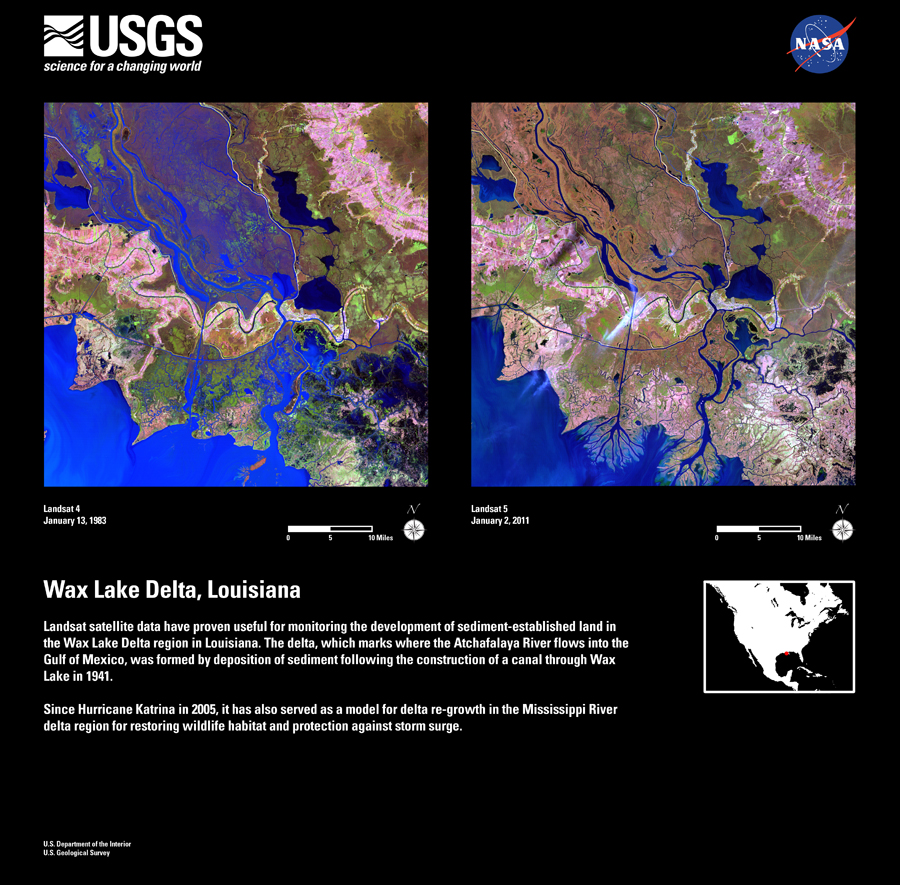 USGS
science for a changing world
NASA
Landsat 4
January 13, 1983
N
0 5 10 Miles
Landsat 5
January 2, 2011
N
0 5 10 Miles
Wax Lake Delta, Louisiana
Landsat satellite data have proven useful for monitoring the development of sediment-established land in
the Wax Lake Delta region in Louisiana. The delta, which marks where the Atchafalaya River flows into the
Gulf of Mexico, was formed by deposition of sediment following the construction of a canal through Wax
Lake in 1941.
Since Hurricane Katrina in 2005, it has also served as a model for delta re-growth in the Mississippi River
delta region for restoring wildlife habitat and protection against storm surge.
U.S. Department of the Interior
U.S. Geological Survey